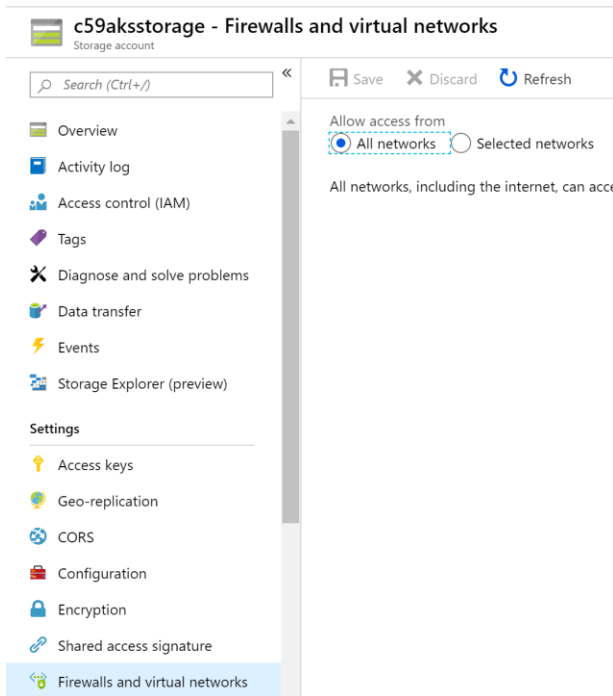 c59aksstorage - Firewalls and virtual networks
Storage account
Search (Ctrl+/)
«
Save Discard Refresh
Allow access from
All networks Selected networks
All networks, including the internet, can
Overview
Activity log
Access control (IAM)
Tags
Diagnose and solve problems
Data transfer
Events
Storage Explorer (preview)
Settings
Access keys
Geo-replication
CORS
Configuration
Encryption
Shared access signature
Firewalls and virtual networks